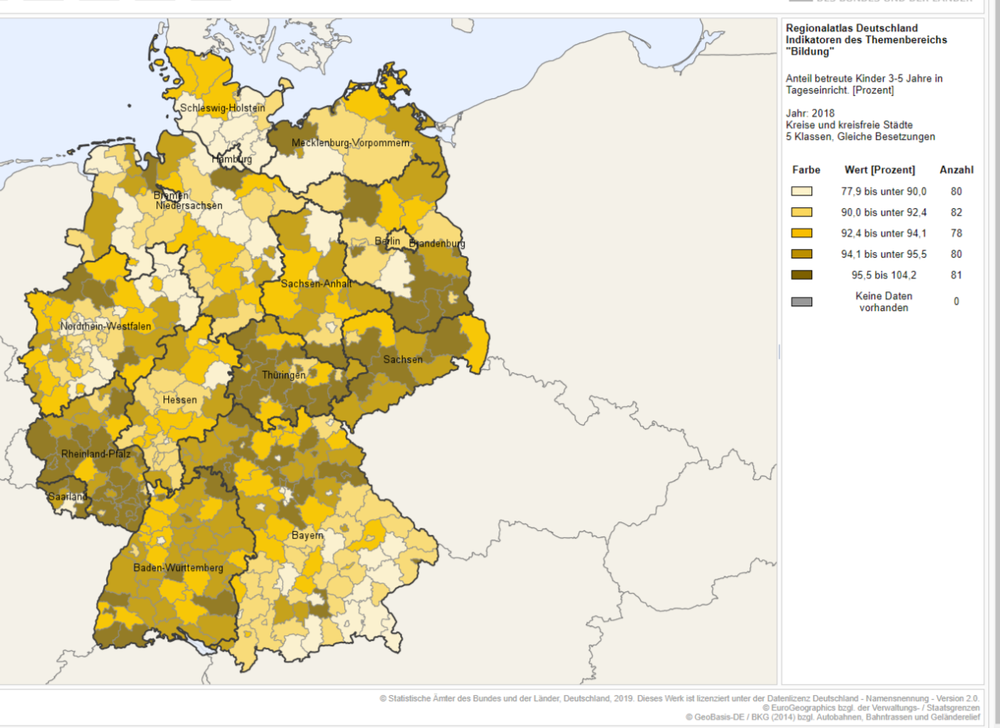 DES BUNDES UND DER LÄNDER
Regionalatlas Deutschland
Indikatoren des Themenbereichs
"Bildung"
Anteil betreute Kinder 3-5 Jahre in
Tageseinricht. [Prozent]
Jahr: 2018
Kreise und kreisfreie Städte
5 Klassen, Gleiche Besetzungen
Farbe Wert [Prozent] Anzahl
77,9 bis unter 90,0 80
90,0 bis unter 92,4 82
92,4 bis unter 94,1 78
94,1 bis unter 95,5 80
95,5 bis 104,2 81
Keine Daten
vorhanden 0
Schleswig-Holstein
Mecklenburg-Vorpommern
Hamburg
Bremen
Niedersachsen
Berlin
Brandenburg
Sachsen-Anhalt
Nordrhein-Westfalen
Sachsen
Thüringen
Hessen
Rheinland-Pfalz
Saarland
Bayern
Baden-Württemberg
© Statistische Ämter des Bundes und der Länder, Deutschland, 2019. Dieses Werk ist lizenziert unter der Datenlizenz Deutschland - Namensnennung - Version 2.0.
© EuroGeographics bzgl. der Verwaltungs- / Staatsgrenzen
© GeoBasis-DE / BKG (2014) bzgl. Autobahnen, Bahntrassen und Geländerelief